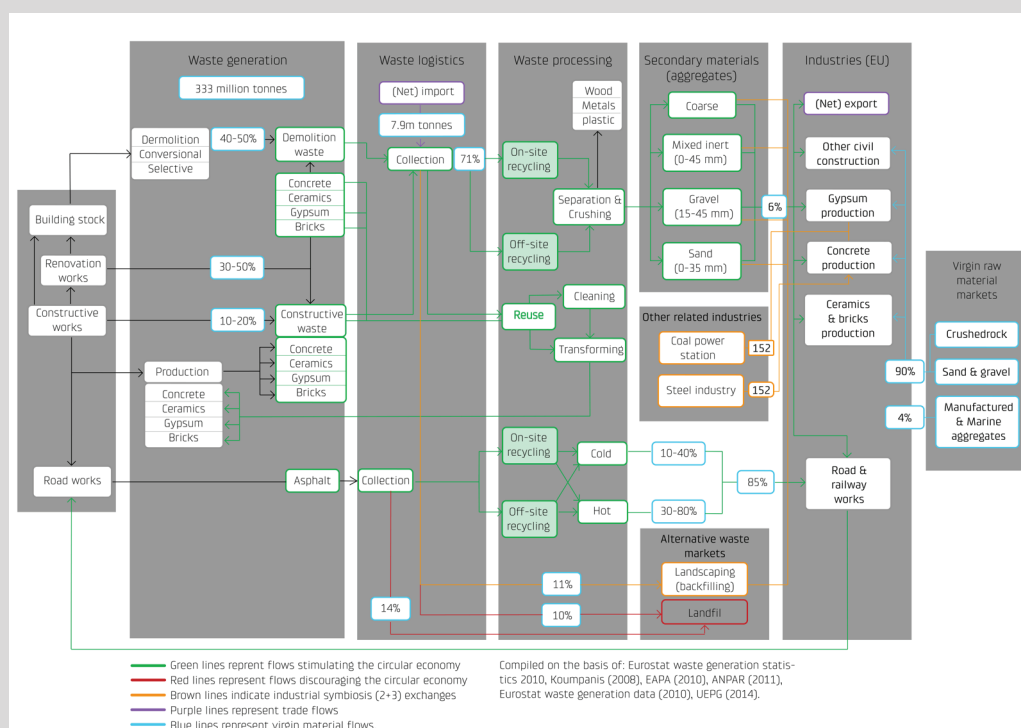 Waste generation
333 million tonnes
Waste logistics
(Net) import
7.9m tonnes
Waste processing
Wood
Metals
plastic
Secondary materials
(aggregates)
Coarse
Industries (EU)
(Net) export
Demolmition
Conversional
Selective
40-50%
Demolition
waste
Collection
71%
On-site
recycling
Mixed inert
(0-45 mm)
Other civil
construction
Concrete
Ceramics
Gypsum
Bricks
Separation &
Crushing
Gravel
(15-45 mm)
6%
Gypsum
production
Building stock
Renovation
works
30-50%
Off-site
recycling
Sand
(0-35 mm)
Concrete
production
Virgin raw
material
markets
Constructive
works
10-20%
Constructive
waste
Reuse
Cleaning
Transforming
Other related industries
Coal power
station
152
Steel industry
152
Ceramics
& bricks
production
Crushedrock
90%
Sand & gravel
4%
Manufactured
& Marine
aggregates
Production
Concrete
Ceramics
Gypsum
Bricks
Concrete
Ceramics
Gypsum
Bricks
Road works
Asphalt
Collection
On-site
recycling
Off-site
recycling
Cold
Hot
10-40%
30-80%
85%
Road &
railway
works
Alternative waste
markets
Landscaping
(backfilling)
Landfil
11%
10%
14%
Green lines reprent flows stimulating the circular economy
Red lines represent flows discouraging the circular economy
Brown lines indicate industrial symbiosis (2+3) exchanges
Purple lines represent trade flows
Blue lines represent virgin material flows
Compiled on the basis of: Eurostat waste generation statis-
tics 2010, Koumpanis (2008), EAPA (2010), ANPAR (2011),
Eurostat waste generation data (2010), UEPG (2014).